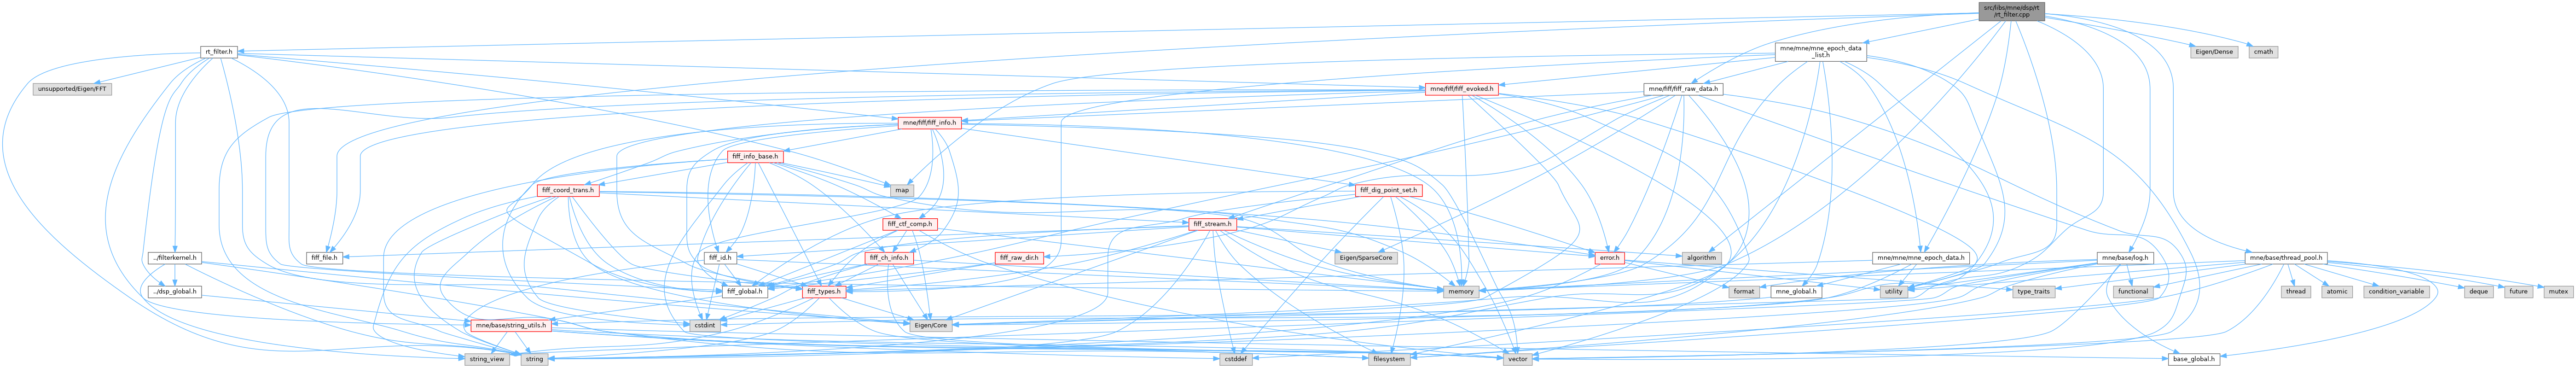 src/libs/mne/dsp/rt
/rt_filter.cpp
rt_filter.h
mne/mne/mne_epoch_data
_list.h
Eigen/Dense
cmath
unsupported/Eigen/FFT
mne/fiff/fiff_evoked.h
mne/fiff/fiff_raw_data.h
mne/fiff/fiff_info.h
fiff_info_base.h
fiff_coord_trans.h
map
fiff_dig_point_set.h
fiff_ctf_comp.h
fiff_stream.h
../filterkernel.h
fiff_file.h
fiff_id.h
fiff_ch_info.h
fiff_raw_dir.h
Eigen/SparseCore
error.h
algorithm
mne/mne/mne_epoch_data.h
mne/base/log.h
mne/base/thread_pool.h
../dsp_global.h
fiff_global.h
fiff_types.h
memory
format
mne_global.h
utility
type_traits
functional
thread
atomic
condition_variable
deque
future
mutex
mne/base/string_utils.h
cstdint
Eigen/Core
string_view
string
cstddef
filesystem
vector
base_global.h